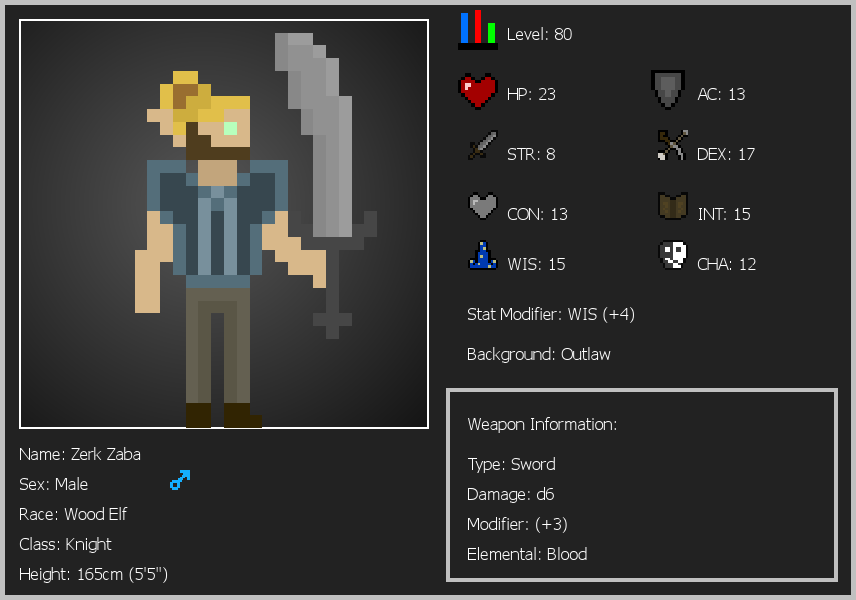 Level: 80
HP: 23
AC: 13
STR: 8
DEX: 17
CON: 13
INT: 15
WIS: 15
CHA: 12
Stat Modifier: WIS (+4)
Background: Outlaw
Weapon Information:
Type: Sword
Damage: d6
Modifier: (+3)
Elemental: Blood
Name: Zerk Zaba
Sex: Male
Race: Wood Elf
Class: Knight
Height: 165cm (5'5")